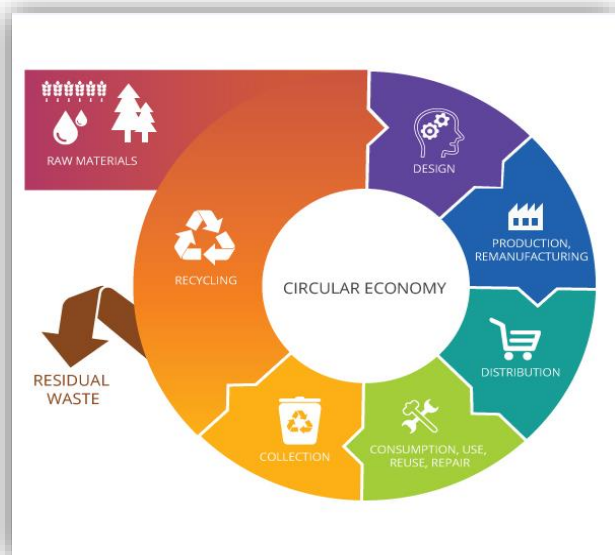 RAW MATERIALS
DESIGN
PRODUCTION,
REMANUFACTURING
RECYCLING
CIRCULAR ECONOMY
DISTRIBUTION
RESIDUAL
WASTE
CONSUMPTION, USE,
REUSE, REPAIR
COLLECTION